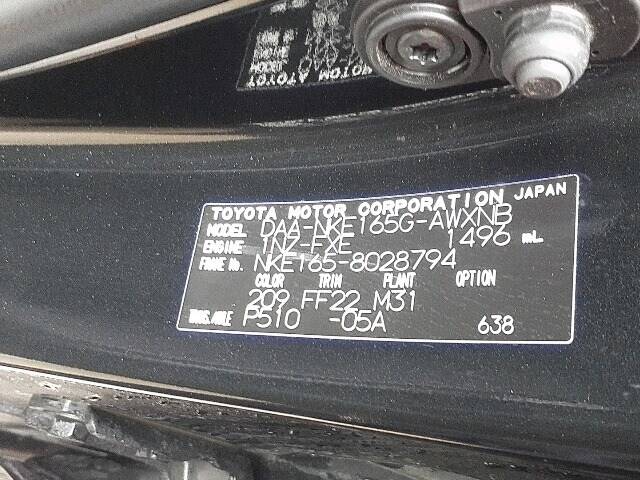 TOYOTA MOTOR CORPORATION JAPAN
MODEL DAA-NKE165G-AWXNB
ENGINE 1NZ-FXE 1496 mL
FRAME No. NKE165-8028794
COLOR TRIM PLANT OPTION
209 FF22 M31
TRANS./AXLE P510 -05A 638